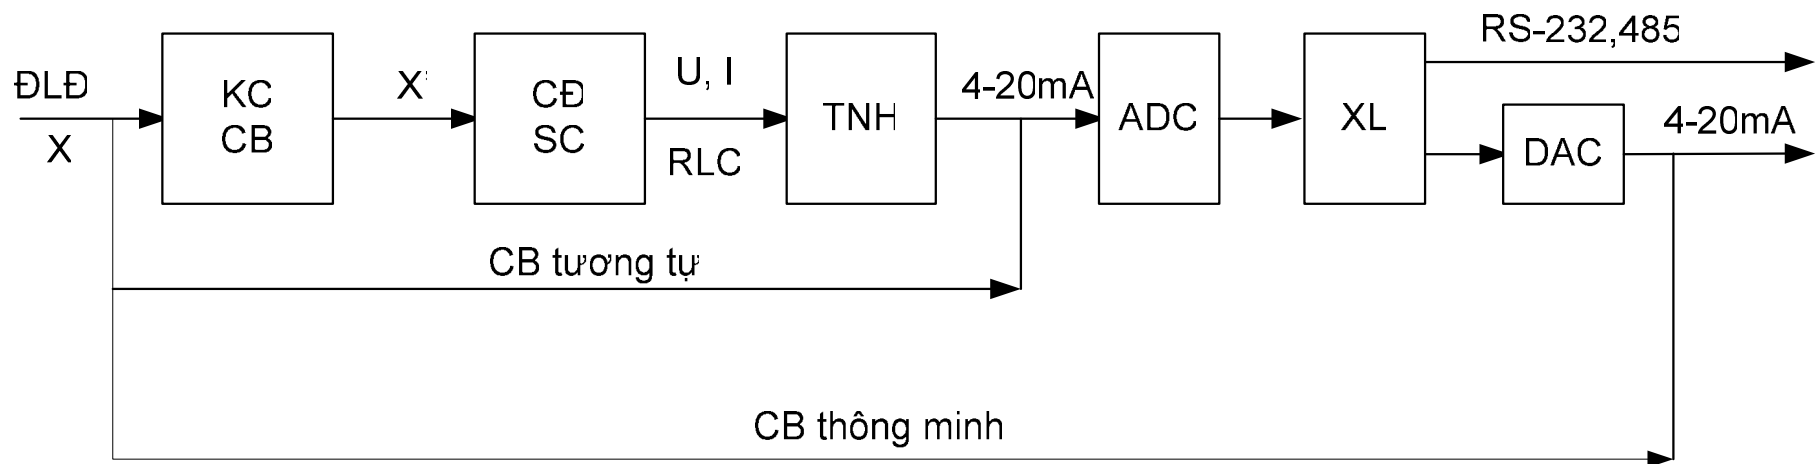 ĐLĐ
X
KC
CB
X'
CĐ
SC
U, I
RLC
TNH
4-20mA
ADC
XL
RS-232,485
DAC
4-20mA
CB tương tự
CB thông minh